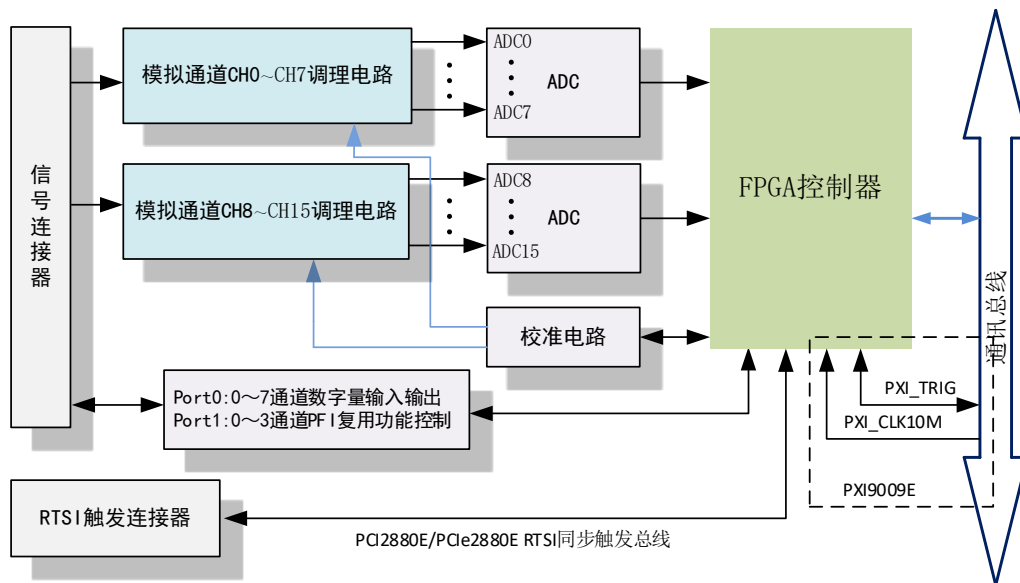 信号连接器
模拟通道CH0~CH7调理电路
ADC0
ADC
ADC7
模拟通道CH8~CH15调理电路
ADC8
ADC
ADC15
FPGA控制器
通讯总线
校准电路
Port0:0～7通道数字量输入输出
Port1:0～3通道PFI复用功能控制
PXI_TRIG
PXI_CLK10M
PXI9009E
RTSI触发连接器
PCI2880E/PCIe2880E RTSI同步触发总线